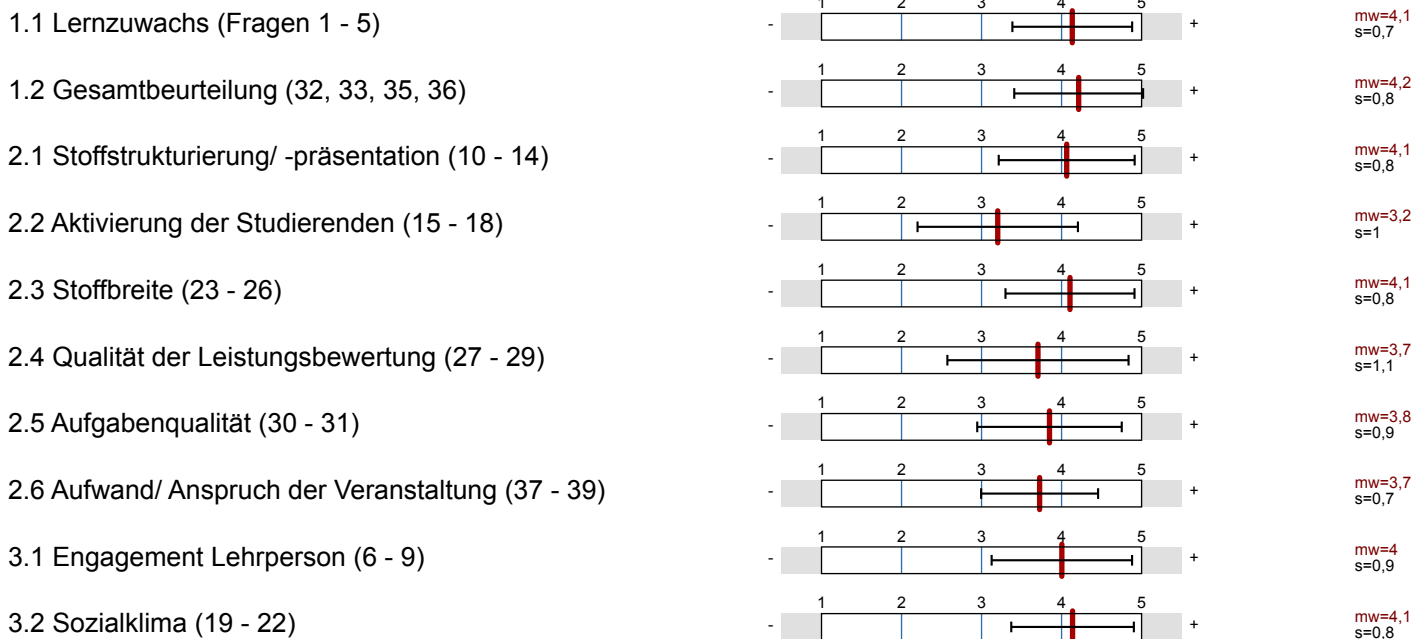 1 2 3 4 5
1.1 Lernzuwachs (Fragen 1 - 5) - + mw=4,1
s=0,7
1 2 3 4 5
1.2 Gesamtbeurteilung (32, 33, 35, 36) - + mw=4,2
s=0,8
1 2 3 4 5
2.1 Stoffstrukturierung/ -präsentation (10 - 14) - + mw=4,1
s=0,8
1 2 3 4 5
2.2 Aktivierung der Studierenden (15 - 18) - + mw=3,2
s=1
1 2 3 4 5
2.3 Stoffbreite (23 - 26) - + mw=4,1
s=0,8
1 2 3 4 5
2.4 Qualität der Leistungsbewertung (27 - 29) - + mw=3,7
s=1,1
1 2 3 4 5
2.5 Aufgabenqualität (30 - 31) - + mw=3,8
s=0,9
1 2 3 4 5
2.6 Aufwand/ Anspruch der Veranstaltung (37 - 39) - + mw=3,7
s=0,7
1 2 3 4 5
3.1 Engagement Lehrperson (6 - 9) - + mw=4
s=0,9
1 2 3 4 5
3.2 Sozialklima (19 - 22) - + mw=4,1
s=0,8